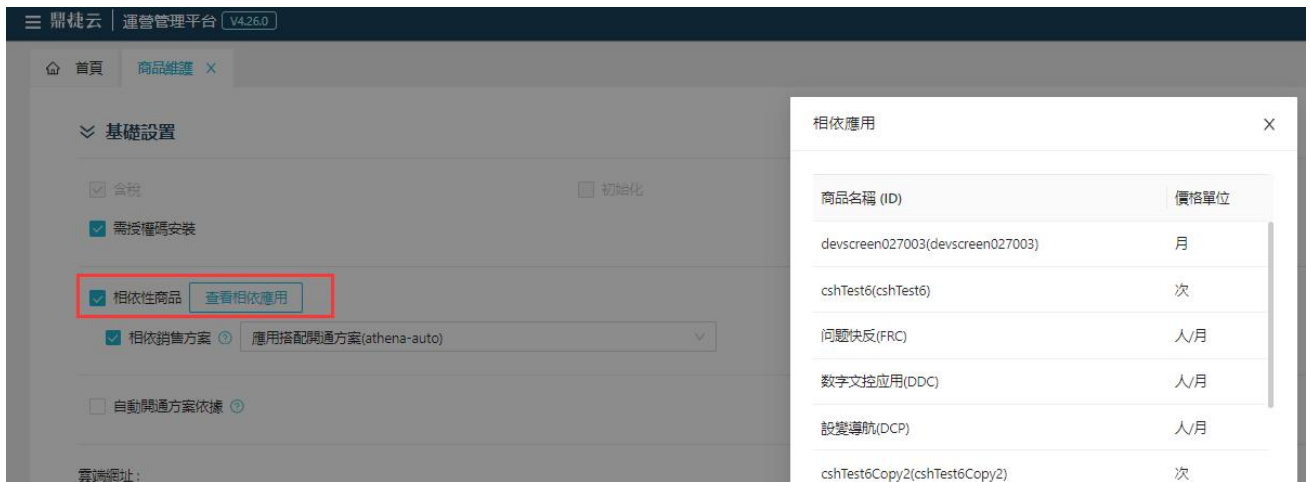 鼎捷云 | 運營管理平台 V4.26.0
首頁 商品維護 X
基礎設置
含稅 初始化
需授權碼安裝
相依性商品 查看相依應用
相依銷售方案 ? 應用搭配開通方案(athena-auto)
自動開通方案依據 ?
雲端網址：
相依應用 X
商品名稱 (ID) 價格單位
devscreen027003(devscreen027003) 月
cshTest6(cshTest6) 次
问题快反(FRC) 人/月
数字文控应用(DDC) 人/月
設變導航(DCP) 人/月
cshTest6Copy2(cshTest6Copy2) 次